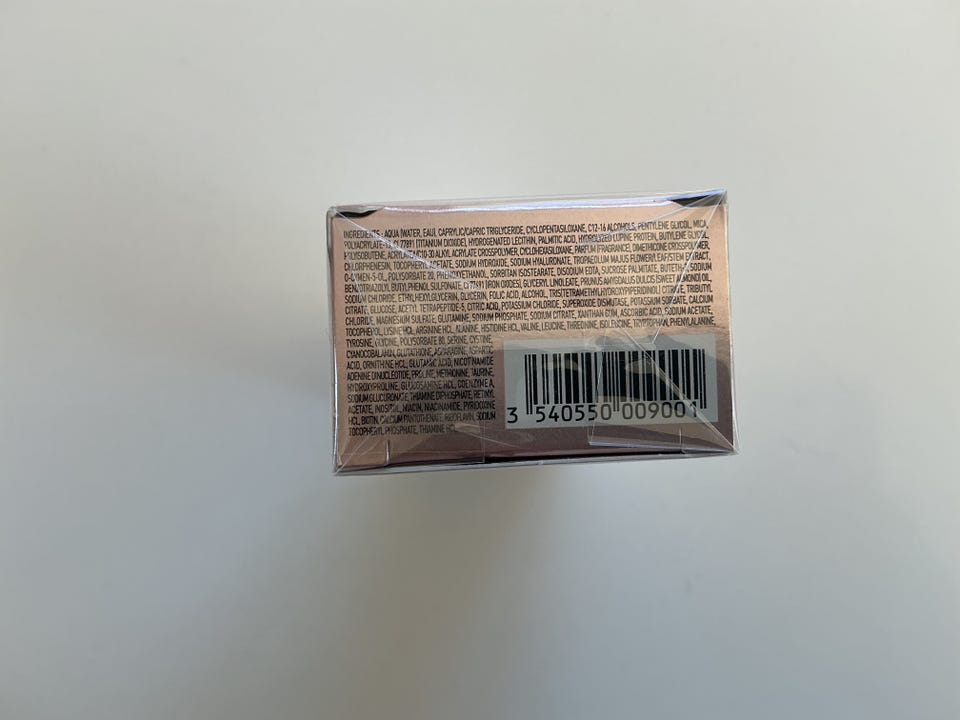 INGREDIENTS : AQUA (WATER, EAU), CAPRYLIC/CAPRIC TRIGLYCERIDE, CYCLOPENTASILOXANE, C12-16 ALCOHOLS, PENTYLENE GLYCOL, MICA,
POLYACRYLATE-13, CI 77891 (TITANIUM DIOXIDE), HYDROGENATED LECITHIN, PALMITIC ACID, HYDROLYZED LUPINE PROTEIN, BUTYLENE GLYCOL,
POLYISOBUTENE, ACRYLATE/C10-30 ALKYL ACRYLATE CROSSPOLYMER, CYCLOHEXASILOXANE, PARFUM (FRAGRANCE), DIMETHICONE CROSSPOLYMER,
CHLORPHENESIN, TOCOPHERYL ACETATE, SODIUM HYDROXIDE, SODIUM HYALURONATE, TROPAEOLUM MAJUS FLOWER/LEAF/STEM EXTRACT,
O-CYMEN-5-OL, POLYSORBATE 20, PHENOXYETHANOL, SORBITAN ISOSTEARATE, DISODIUM EDTA, SUCROSE PALMITATE, BUTETH-3, SODIUM
BENZOTRIAZOLYL BUTYLPHENOL SULFONATE, CI 77491 (IRON OXIDES), GLYCERYL LINOLEATE, PRUNUS AMYGDALUS DULCIS (SWEET ALMOND) OIL,
SODIUM CHLORIDE, ETHYLHEXYLGLYCERIN, GLYCERIN, FOLIC ACID, ALCOHOL, TRIS(TETRAMETHYLHYDROXYPIPERIDINOL) CITRATE, TRIBUTYL
CITRATE, GLUCOSE, ACETYL TETRAPEPTIDE-5, CITRIC ACID, POTASSIUM CHLORIDE, SUPEROXIDE DISMUTASE, POTASSIUM SORBATE, CALCIUM
CHLORIDE, MAGNESIUM SULFATE, GLUTAMINE, SODIUM PHOSPHATE, SODIUM CITRATE, XANTHAN GUM, ASCORBIC ACID, SODIUM ACETATE,
TOCOPHEROL, LYSINE HCL, ARGININE HCL, ALANINE, HISTIDINE HCL, VALINE, LEUCINE, THREONINE, ISOLEUCINE, TRYPTOPHAN, PHENYLALANINE,
TYROSINE, GLYCINE, POLYSORBATE 80, SERINE, CYSTINE,
CYANOCOBALAMIN, GLUTATHIONE, ASPARAGINE, ASPARTIC
ACID, ORNITHINE HCL, GLUTAMIC ACID, NICOTINAMIDE
ADENINE DINUCLEOTIDE, PROLINE, METHIONINE, TAURINE,
HYDROXYPROLINE, GLUCOSAMINE HCL, COENZYME A,
SODIUM GLUCURONATE, THIAMINE DIPHOSPHATE, RETINYL
ACETATE, INOSITOL, NIACIN, NIACINAMIDE, PYRIDOXINE
HCL, BIOTIN, CALCIUM PANTOTHENATE, RIBOFLAVIN, SODIUM
TOCOPHERYL PHOSPHATE, THIAMINE HCL
3 540550 009001